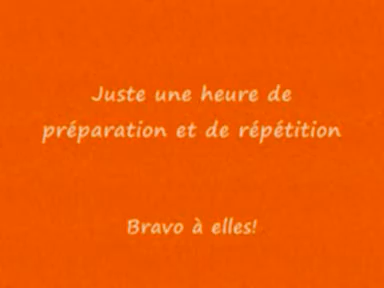 Juste une heure de
préparation et de répétition
Bravo à elles!